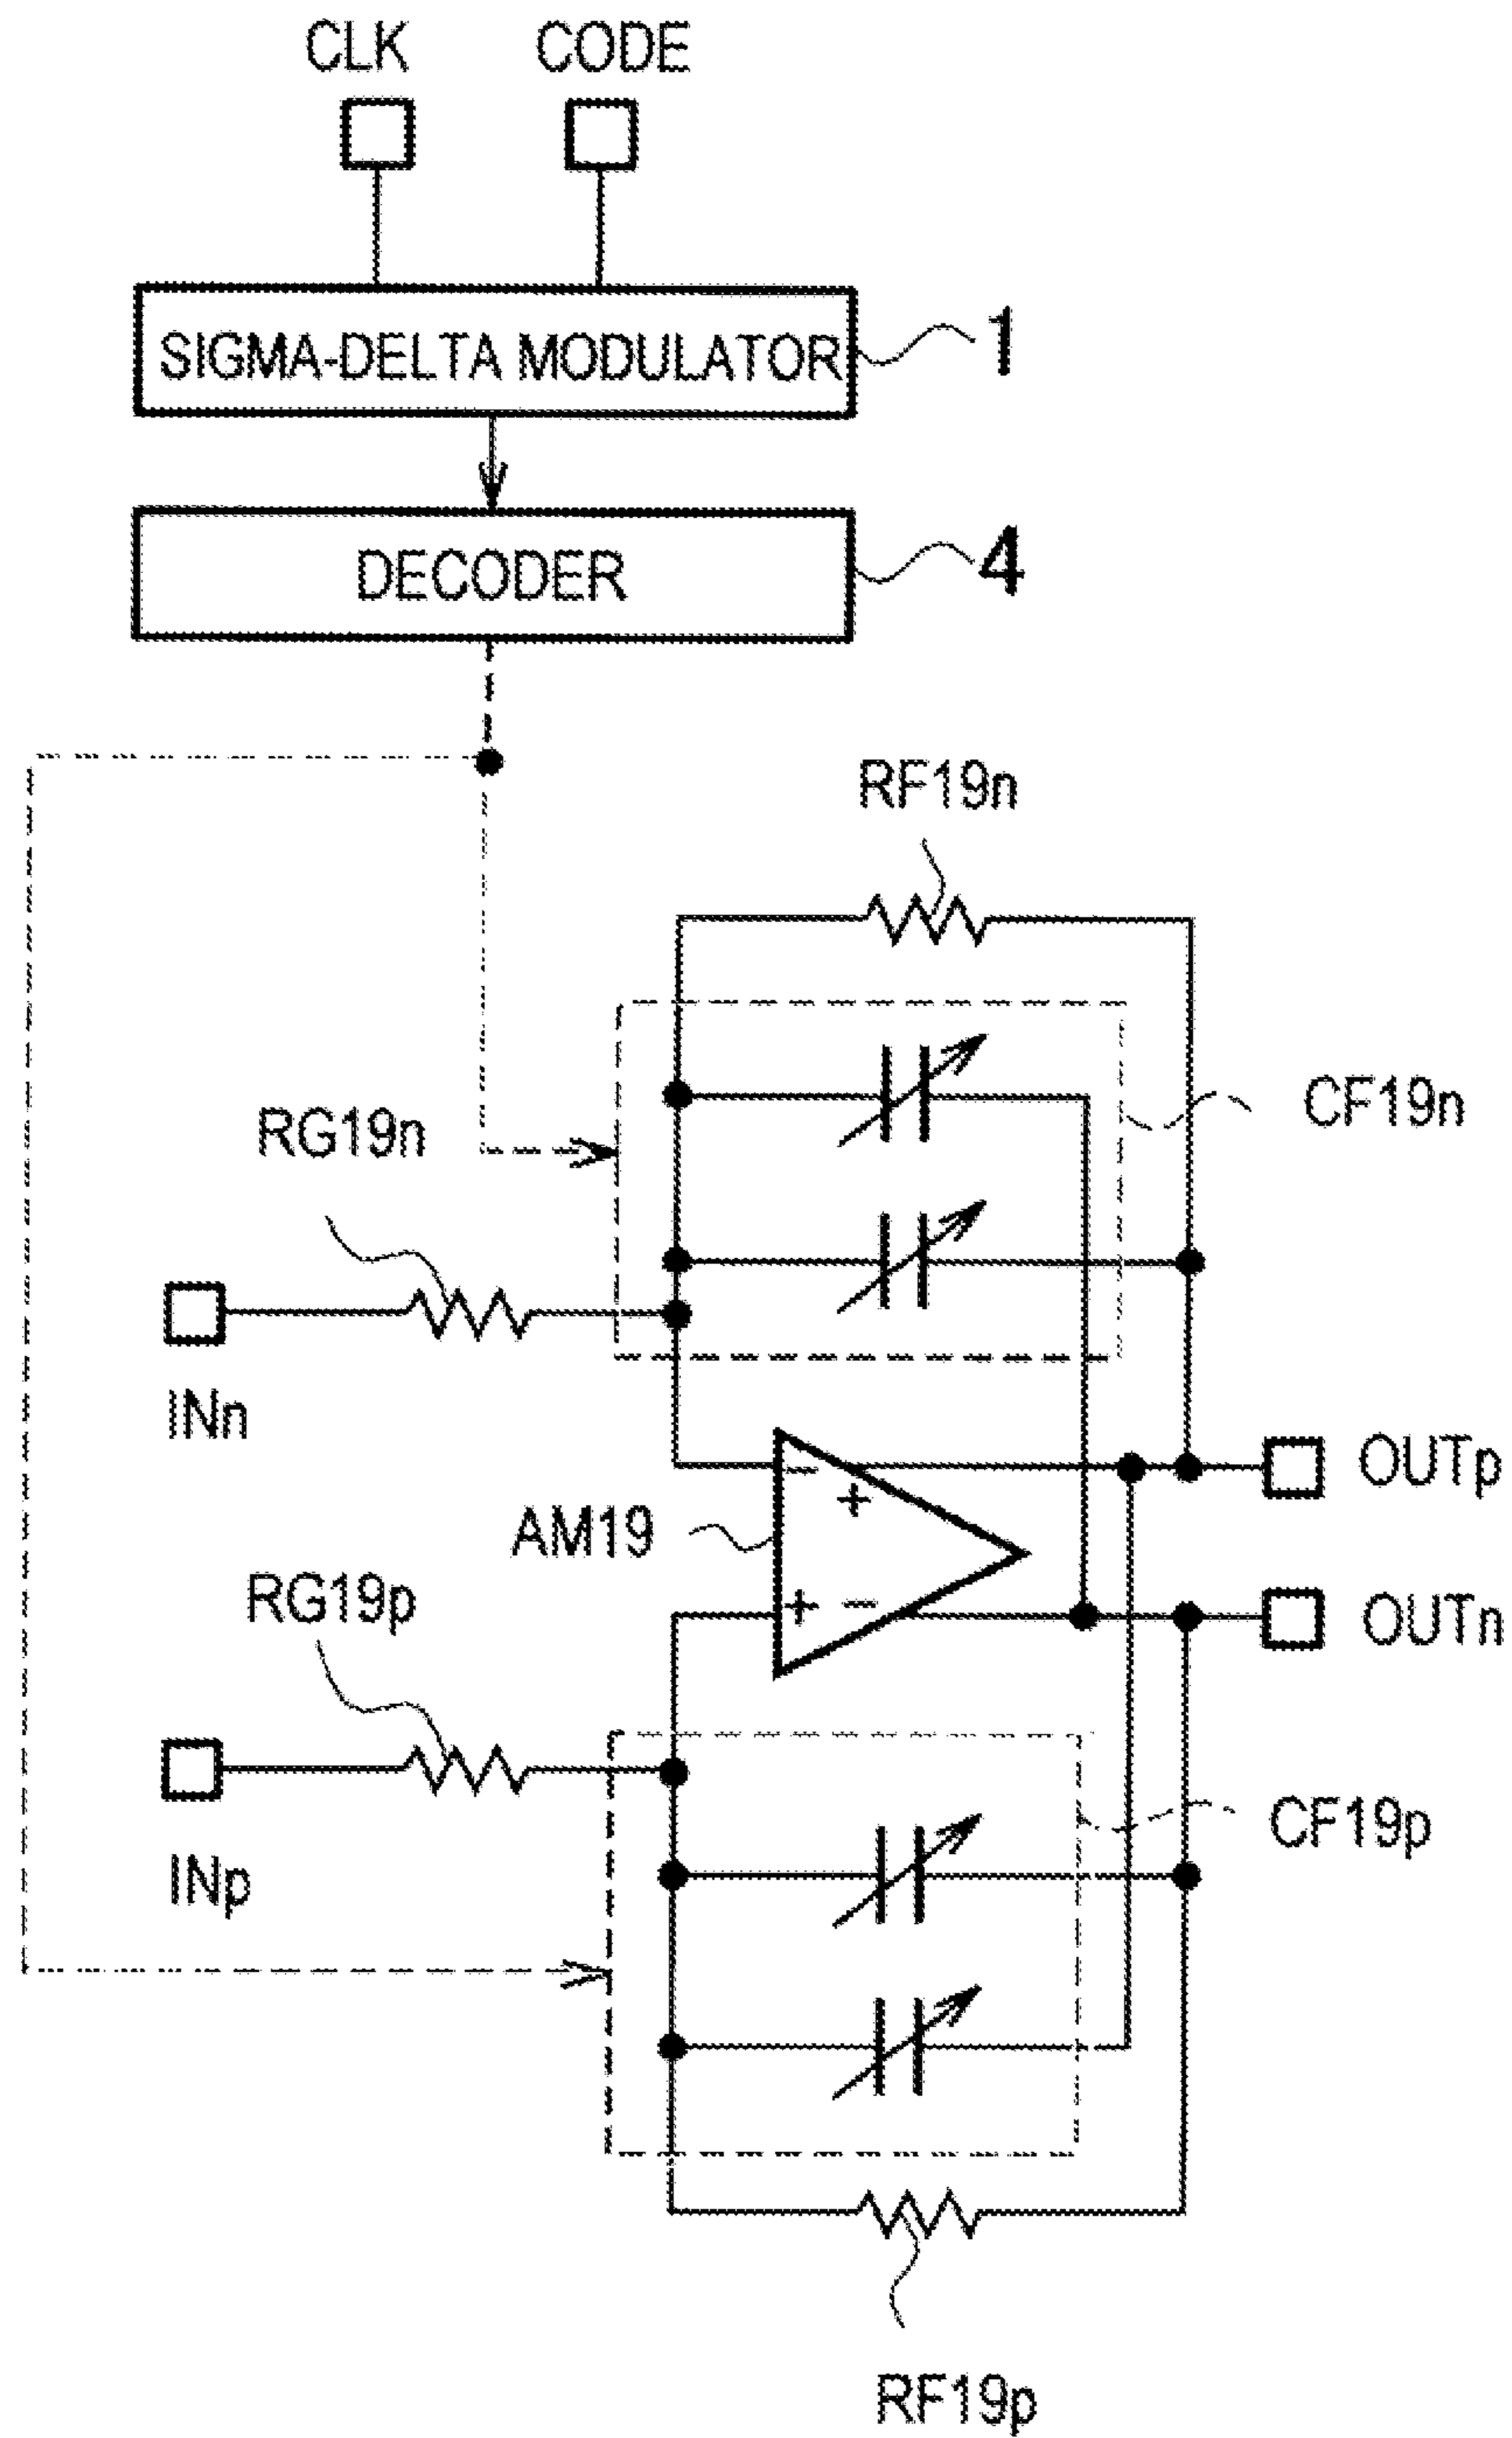 CLK CODE
SIGMA-DELTA MODULATOR 1
DECODER 4
RF19n
CF19n
RG19n
INn
- + OUTp
AM19
RG19p
+ - OUTn
CF19p
INp
RF19p